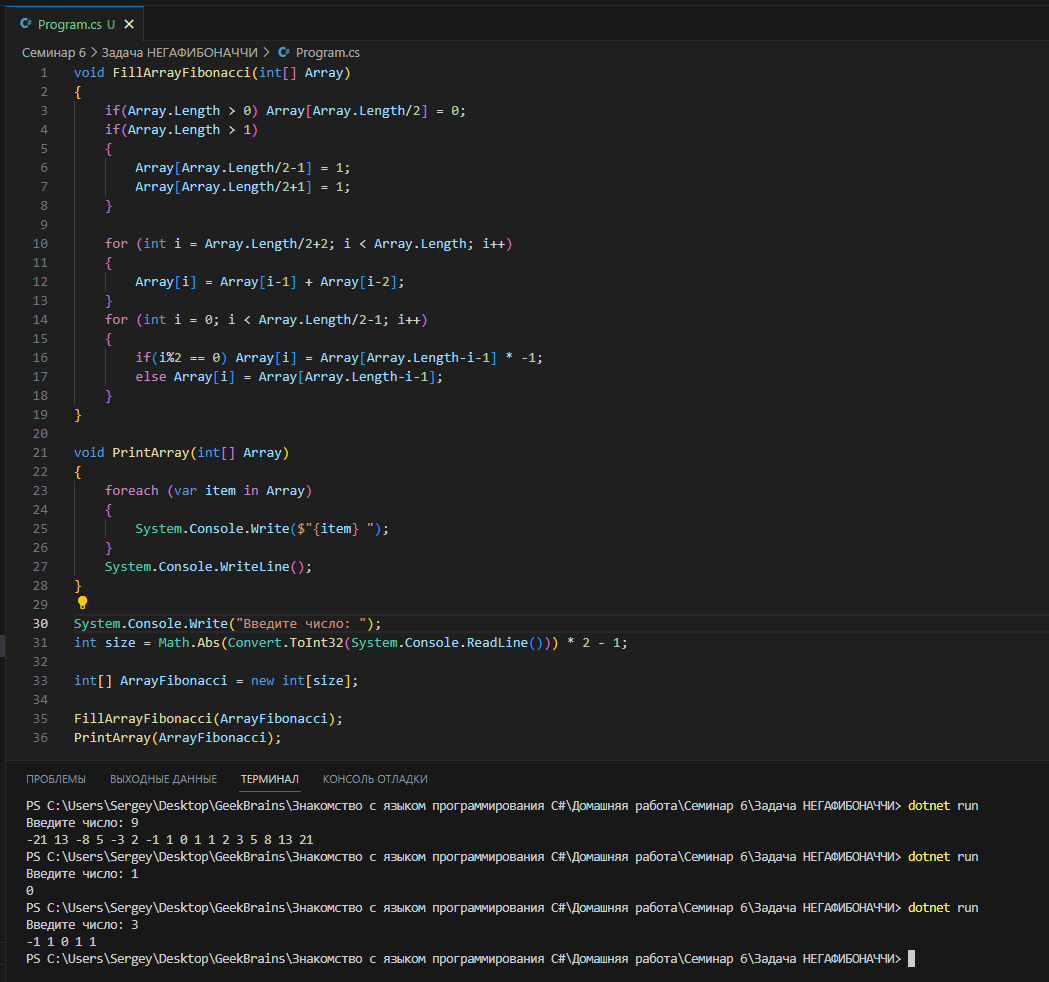 Program.cs U
Семинар 6 > Задача НЕГАФИБОНАЧЧИ > Program.cs
1 void FillArrayFibonacci(int[] Array)
2 {
3     if(Array.Length > 0) Array[Array.Length/2] = 0;
4     if(Array.Length > 1)
5     {
6         Array[Array.Length/2-1] = 1;
7         Array[Array.Length/2+1] = 1;
8     }
9
10     for (int i = Array.Length/2+2; i < Array.Length; i++)
11     {
12         Array[i] = Array[i-1] + Array[i-2];
13     }
14     for (int i = 0; i < Array.Length/2-1; i++)
15     {
16         if(i%2 == 0) Array[i] = Array[Array.Length-i-1] * -1;
17         else Array[i] = Array[Array.Length-i-1];
18     }
19 }
20
21 void PrintArray(int[] Array)
22 {
23     foreach (var item in Array)
24     {
25         System.Console.Write($"{item} ");
26     }
27     System.Console.WriteLine();
28 }
29
30 System.Console.Write("Введите число: ");
31 int size = Math.Abs(Convert.ToInt32(System.Console.ReadLine())) * 2 - 1;
32
33 int[] ArrayFibonacci = new int[size];
34
35 FillArrayFibonacci(ArrayFibonacci);
36 PrintArray(ArrayFibonacci);
ПРОБЛЕМЫ ВЫХОДНЫЕ ДАННЫЕ ТЕРМИНАЛ КОНСОЛЬ ОТЛАДКИ
PS C:\Users\Sergey\Desktop\GeekBrains\Знакомство с языком программирования C#\Домашняя работа\Семинар 6\Задача НЕГАФИБОНАЧЧИ> dotnet run
Введите число: 9
-21 13 -8 5 -3 2 -1 1 0 1 1 2 3 5 8 13 21
PS C:\Users\Sergey\Desktop\GeekBrains\Знакомство с языком программирования C#\Домашняя работа\Семинар 6\Задача НЕГАФИБОНАЧЧИ> dotnet run
Введите число: 1
0
PS C:\Users\Sergey\Desktop\GeekBrains\Знакомство с языком программирования C#\Домашняя работа\Семинар 6\Задача НЕГАФИБОНАЧЧИ> dotnet run
Введите число: 3
-1 1 0 1 1
PS C:\Users\Sergey\Desktop\GeekBrains\Знакомство с языком программирования C#\Домашняя работа\Семинар 6\Задача НЕГАФИБОНАЧЧИ>